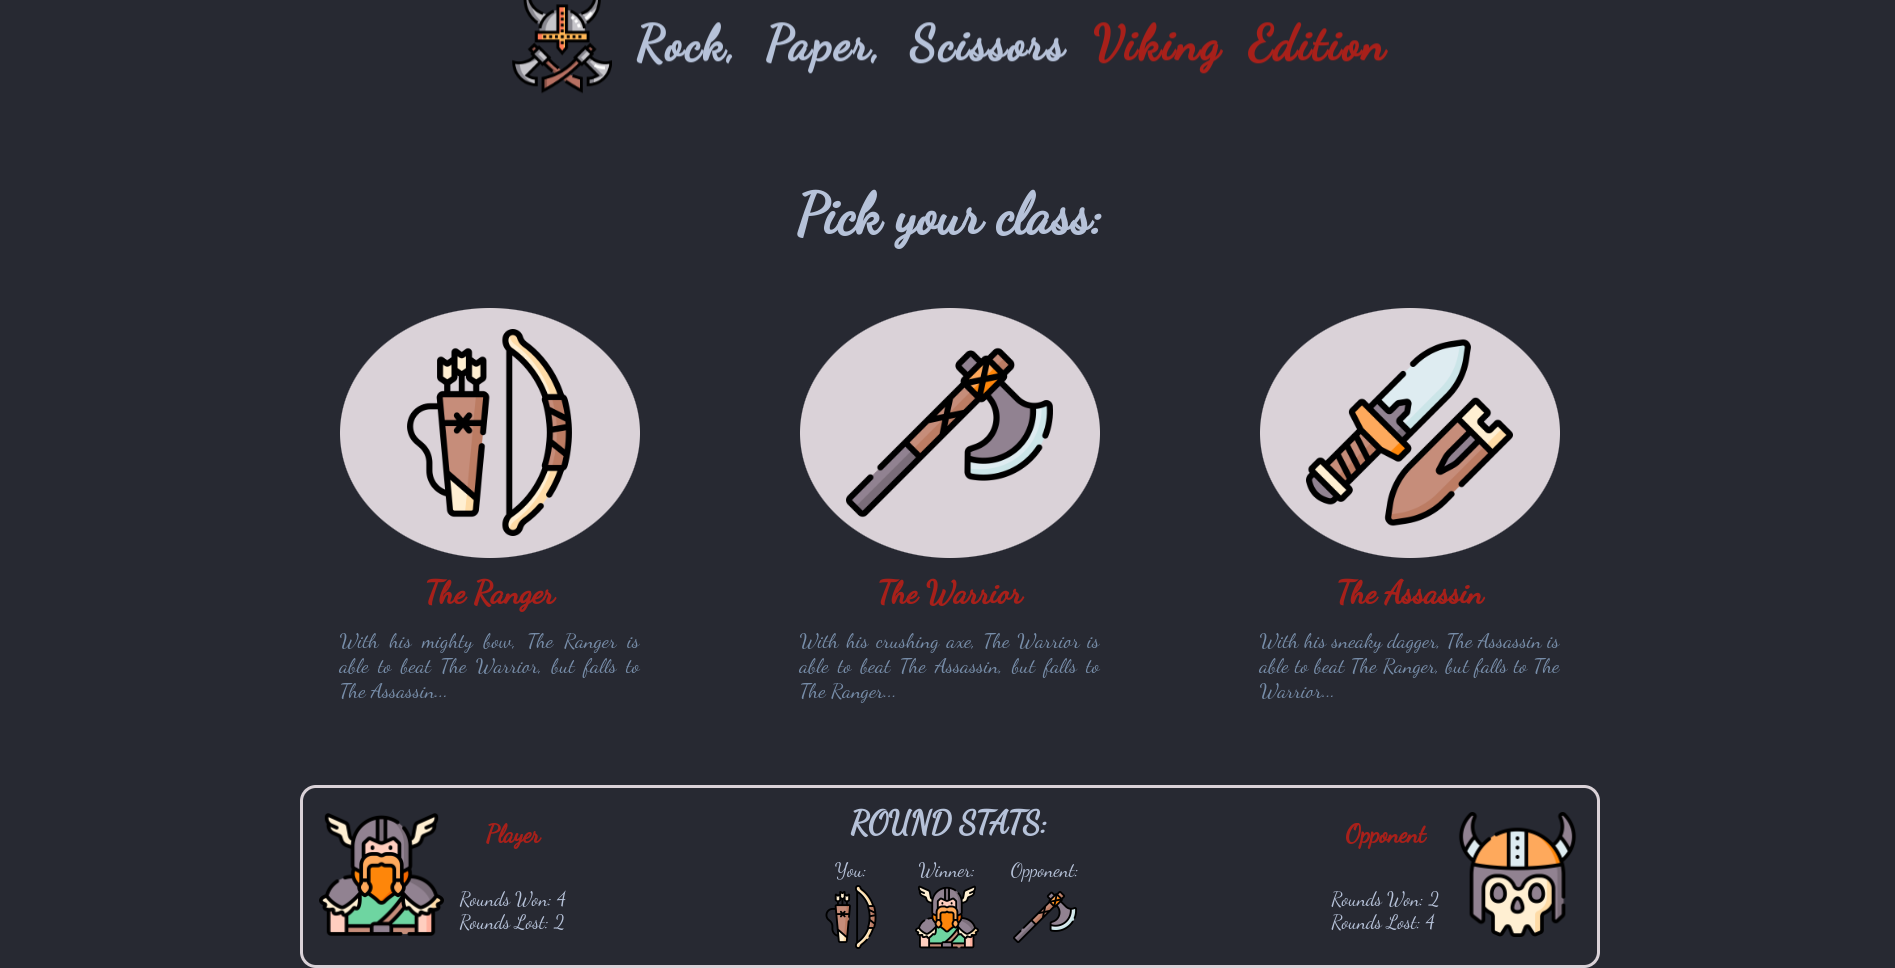 Rock, Paper, Scissors Viking Edition
Pick your class:
The Ranger
With his mighty bow, The Ranger is
able to beat The Warrior, but falls to
The Assassin...
The Warrior
With his crushing axe, The Warrior is
able to beat The Assassin, but falls to
The Ranger...
The Assassin
With his sneaky dagger, The Assassin is
able to beat The Ranger, but falls to The
Warrior...
Player
Rounds Won: 4
Rounds Lost: 2
ROUND STATS:
You:
Winner:
Opponent:
Opponent
Rounds Won: 2
Rounds Lost: 4